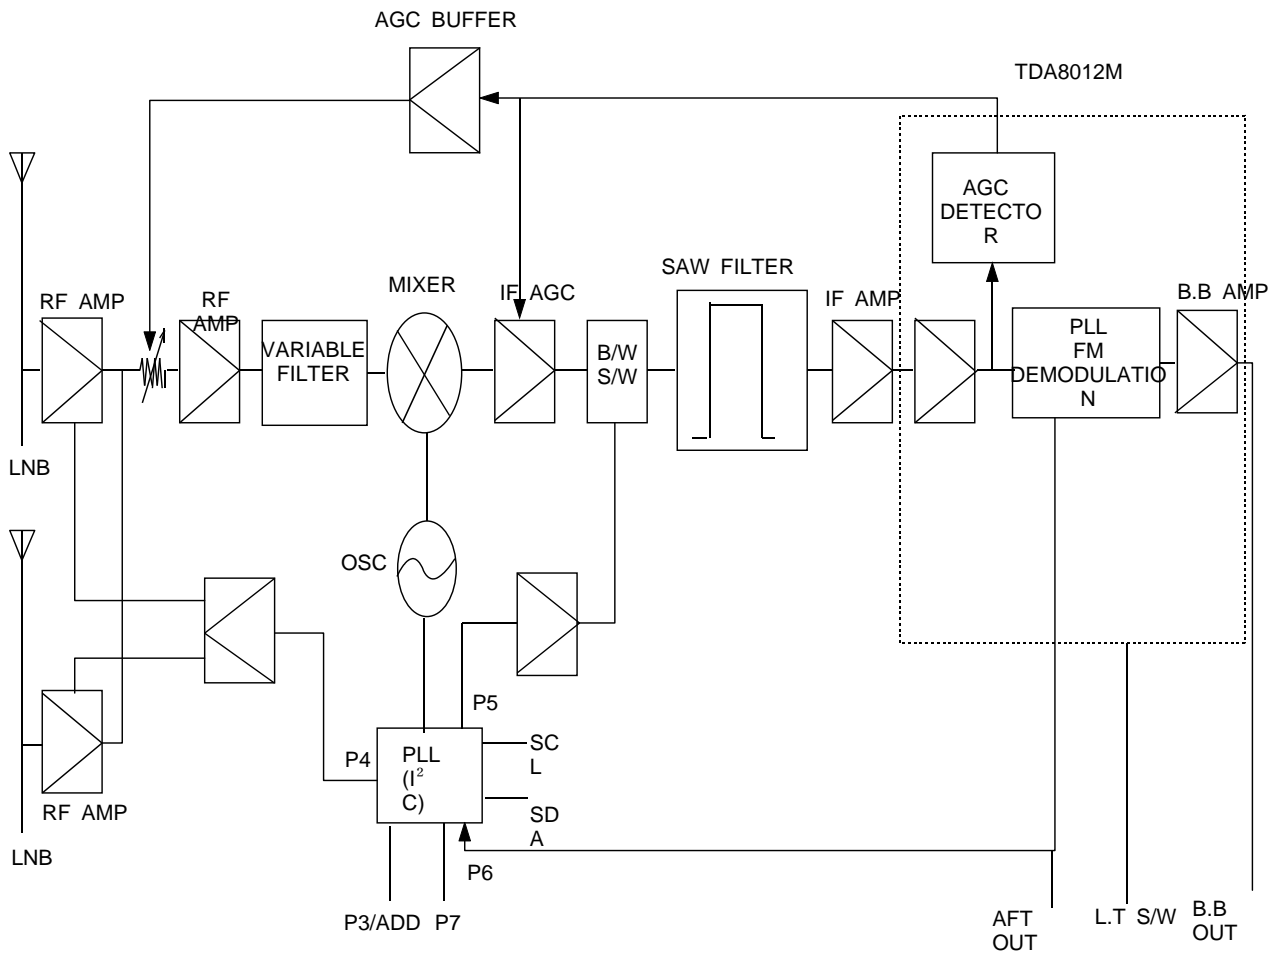 AGC BUFFER
TDA8012M
AGC
DETECTO
R
SAW FILTER
MIXER
RF AMP
RF
AMP
IF AGC
IF AMP
B.B AMP
VARIABLE
FILTER
B/W
S/W
PLL
FM
DEMODULATIO
N
LNB
OSC
P5
P4
PLL
(I²
C)
SC
L
SD
A
RF AMP
LNB
P6
P3/ADD
P7
AFT
OUT
L.T S/W
B.B
OUT